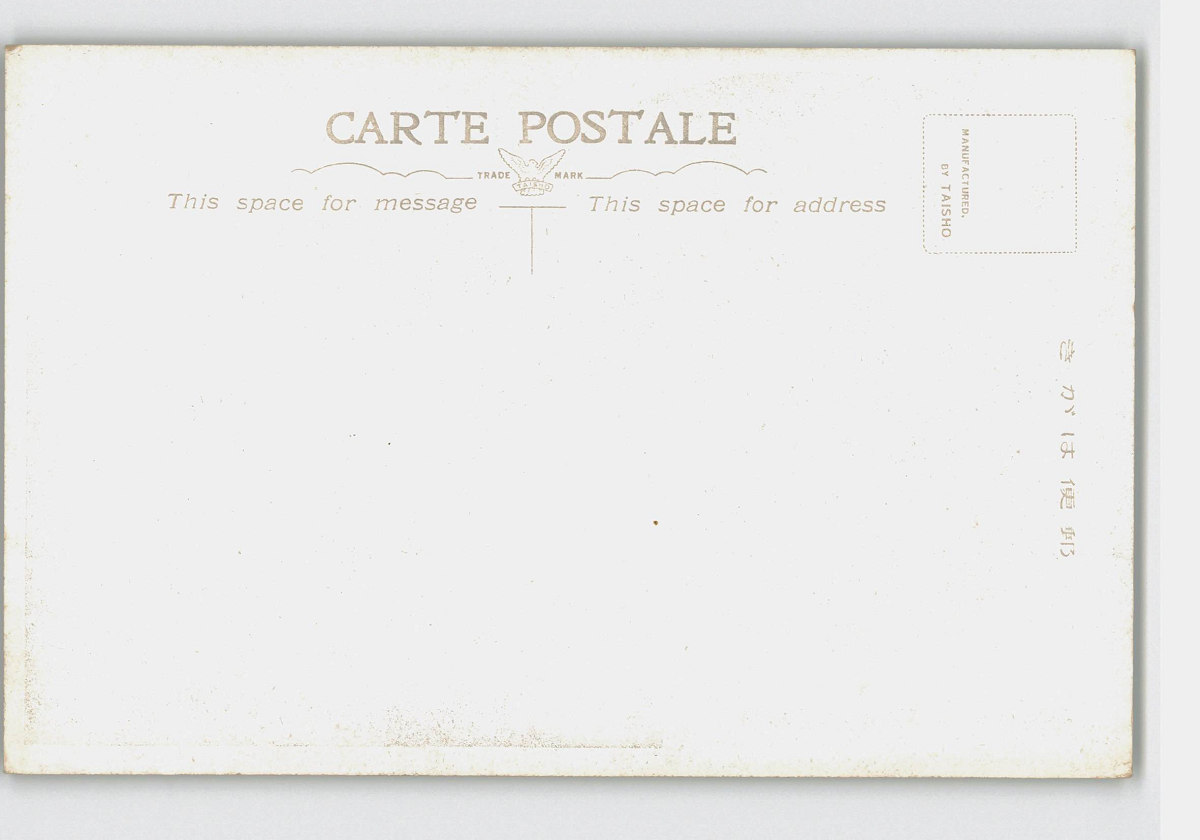 CARTE POSTALE
TRADE MARK
TAISHO
This space for message
This space for address
MANUFACTURED.
BY TAISHO
きがは便郵